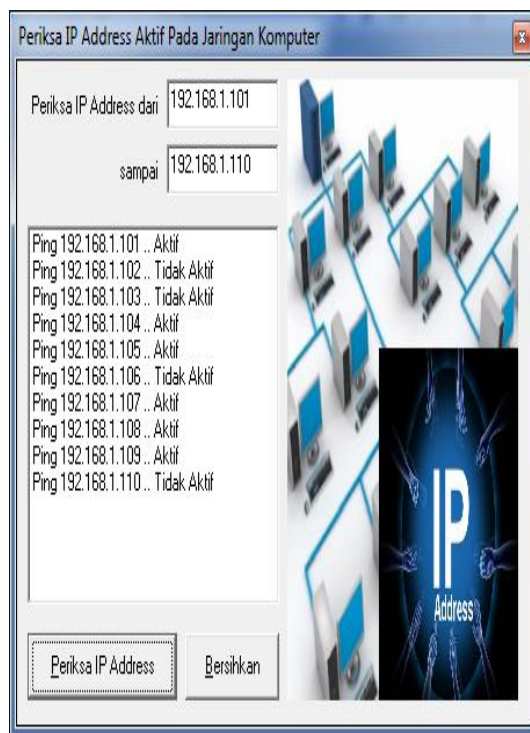 Periksa IP Address Aktif Pada Jaringan Komputer
x
Periksa IP Address dari 192.168.1.101
sampai 192.168.1.110
Ping 192.168.1.101 .. Aktif
Ping 192.168.1.102 .. Tidak Aktif
Ping 192.168.1.103 .. Tidak Aktif
Ping 192.168.1.104 .. Aktif
Ping 192.168.1.105 .. Aktif
Ping 192.168.1.106 .. Tidak Aktif
Ping 192.168.1.107 .. Aktif
Ping 192.168.1.108 .. Aktif
Ping 192.168.1.109 .. Aktif
Ping 192.168.1.110 .. Tidak Aktif
IP
Address
Periksa IP Address
Bersihkan